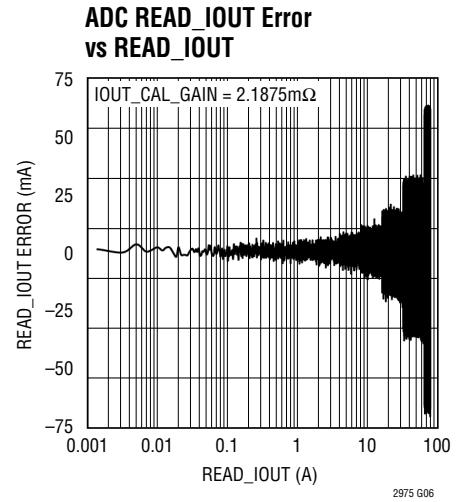 ADC READ_IOUT Error
vs READ_IOUT
75
IOUT_CAL_GAIN = 2.1875mΩ
50
25
0
–25
–50
–75
READ_IOUT ERROR (mA)
0.001 0.01 0.1 1 10 100
READ_IOUT (A)
2975 G06